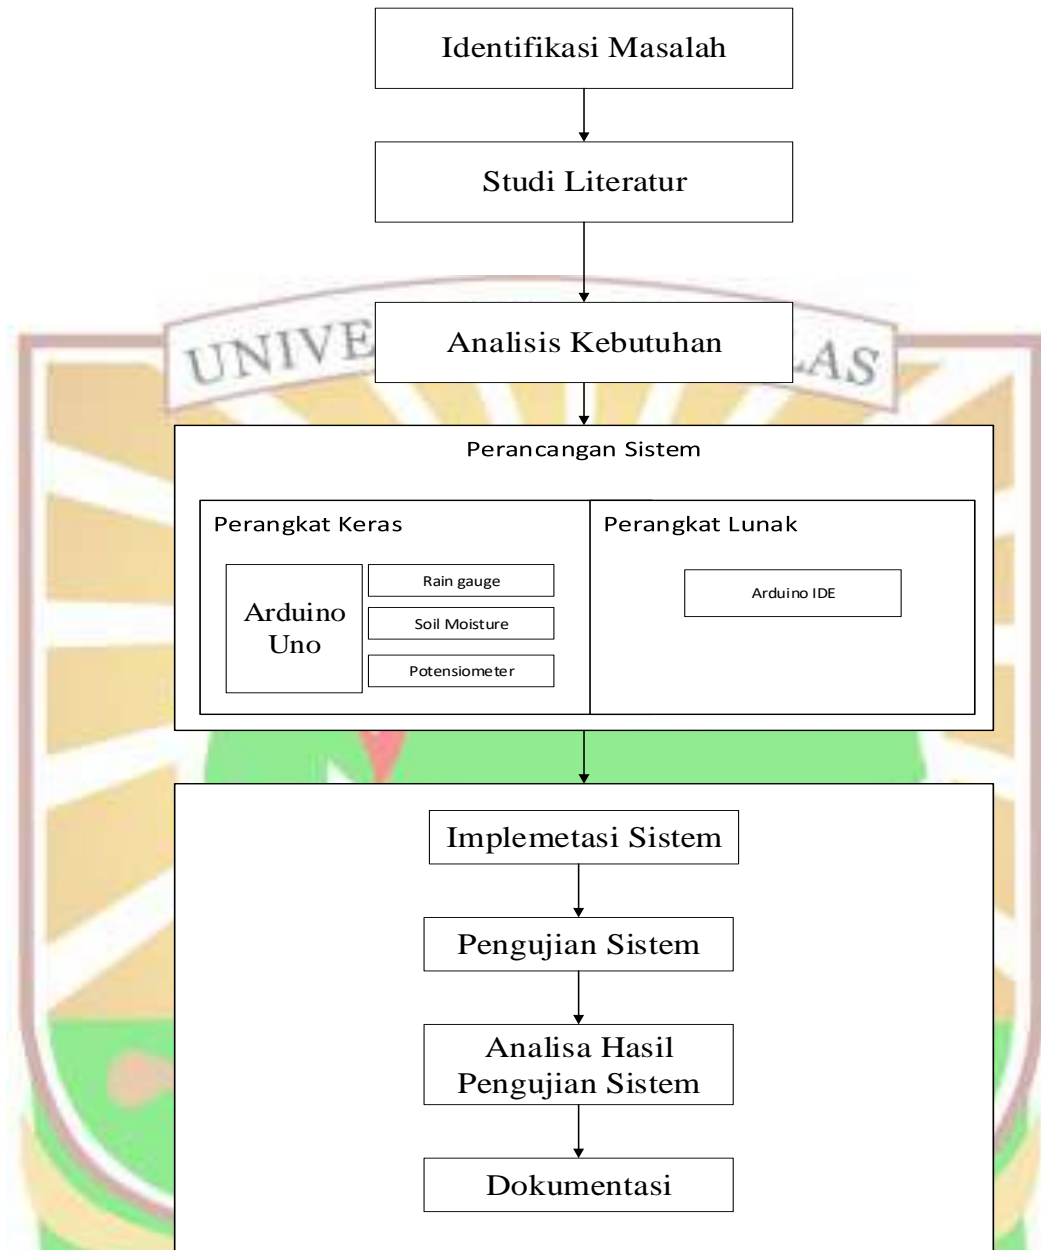 Identifikasi Masalah
Studi Literatur
UNIVE
LAS
Analisis Kebutuhan
Perancangan Sistem
Perangkat Keras
Arduino
Uno
Rain gauge
Soil Moisture
Potensiometer
Perangkat Lunak
Arduino IDE
Implemetasi Sistem
Pengujian Sistem
Analisa Hasil
Pengujian Sistem
Dokumentasi